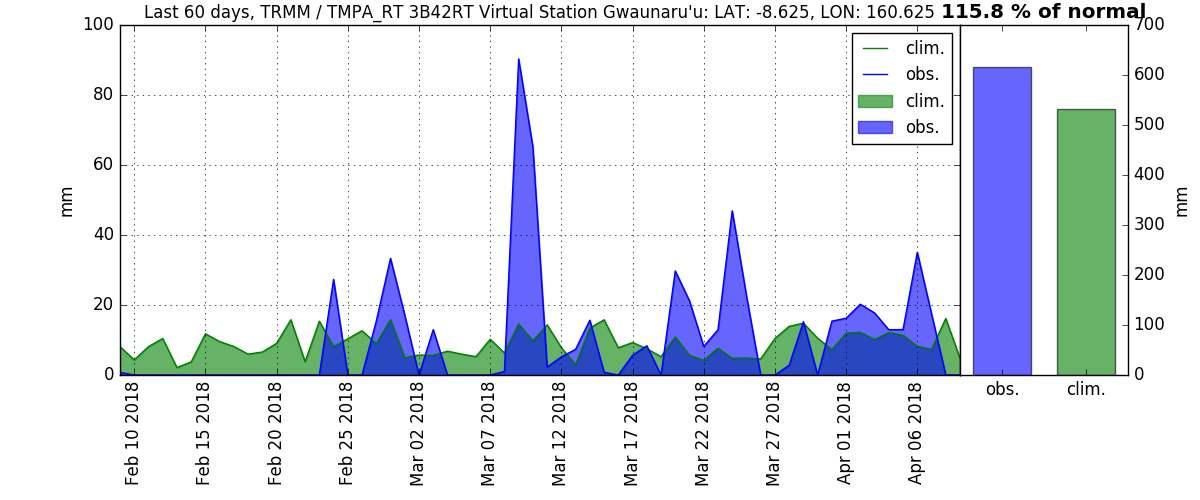 Last 60 days, TRMM / TMPA_RT 3B42RT Virtual Station Gwaunaru'u: LAT: -8.625, LON: 160.625 115.8 % of normal
100
80
60
40
20
0
mm
clim.
obs.
clim.
obs.
Feb 10 2018
Feb 15 2018
Feb 20 2018
Feb 25 2018
Mar 02 2018
Mar 07 2018
Mar 12 2018
Mar 17 2018
Mar 22 2018
Mar 27 2018
Apr 01 2018
Apr 06 2018
700
600
500
400
300
200
100
0
mm
obs.
clim.